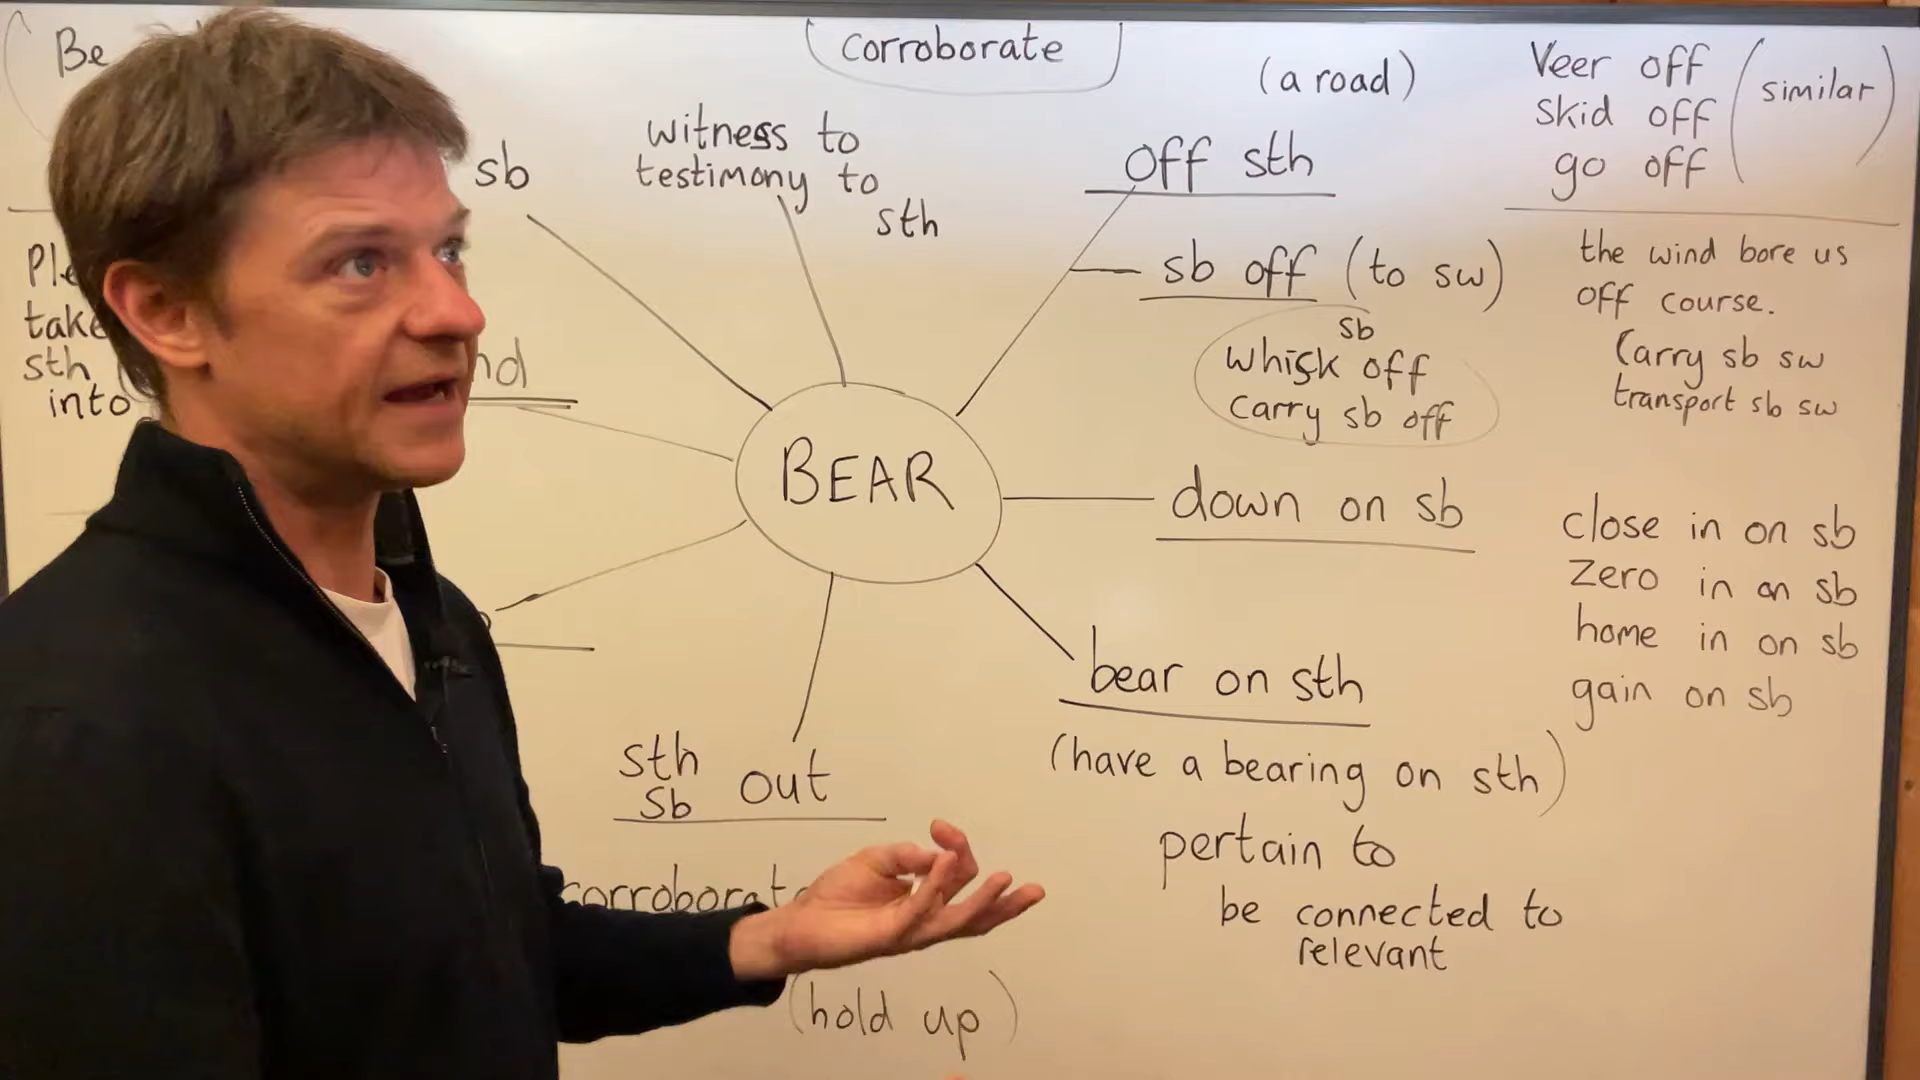 Be
corroborate
(a road)
Veer off
skid off
go off
(similar)
sb
witness to
testimony to
sth
off sth
sb off (to sw)
sb
whisk off
carry sb off
the wind bore us
off course.
Carry sb sw
transport sb sw
take
sth
into
BEAR
down on sb
close in on sb
zero in on sb
home in on sb
gain on sb
bear on sth
(have a bearing on sth)
pertain to
be connected to
relevant
sth
sb out
corroborat
(hold up)